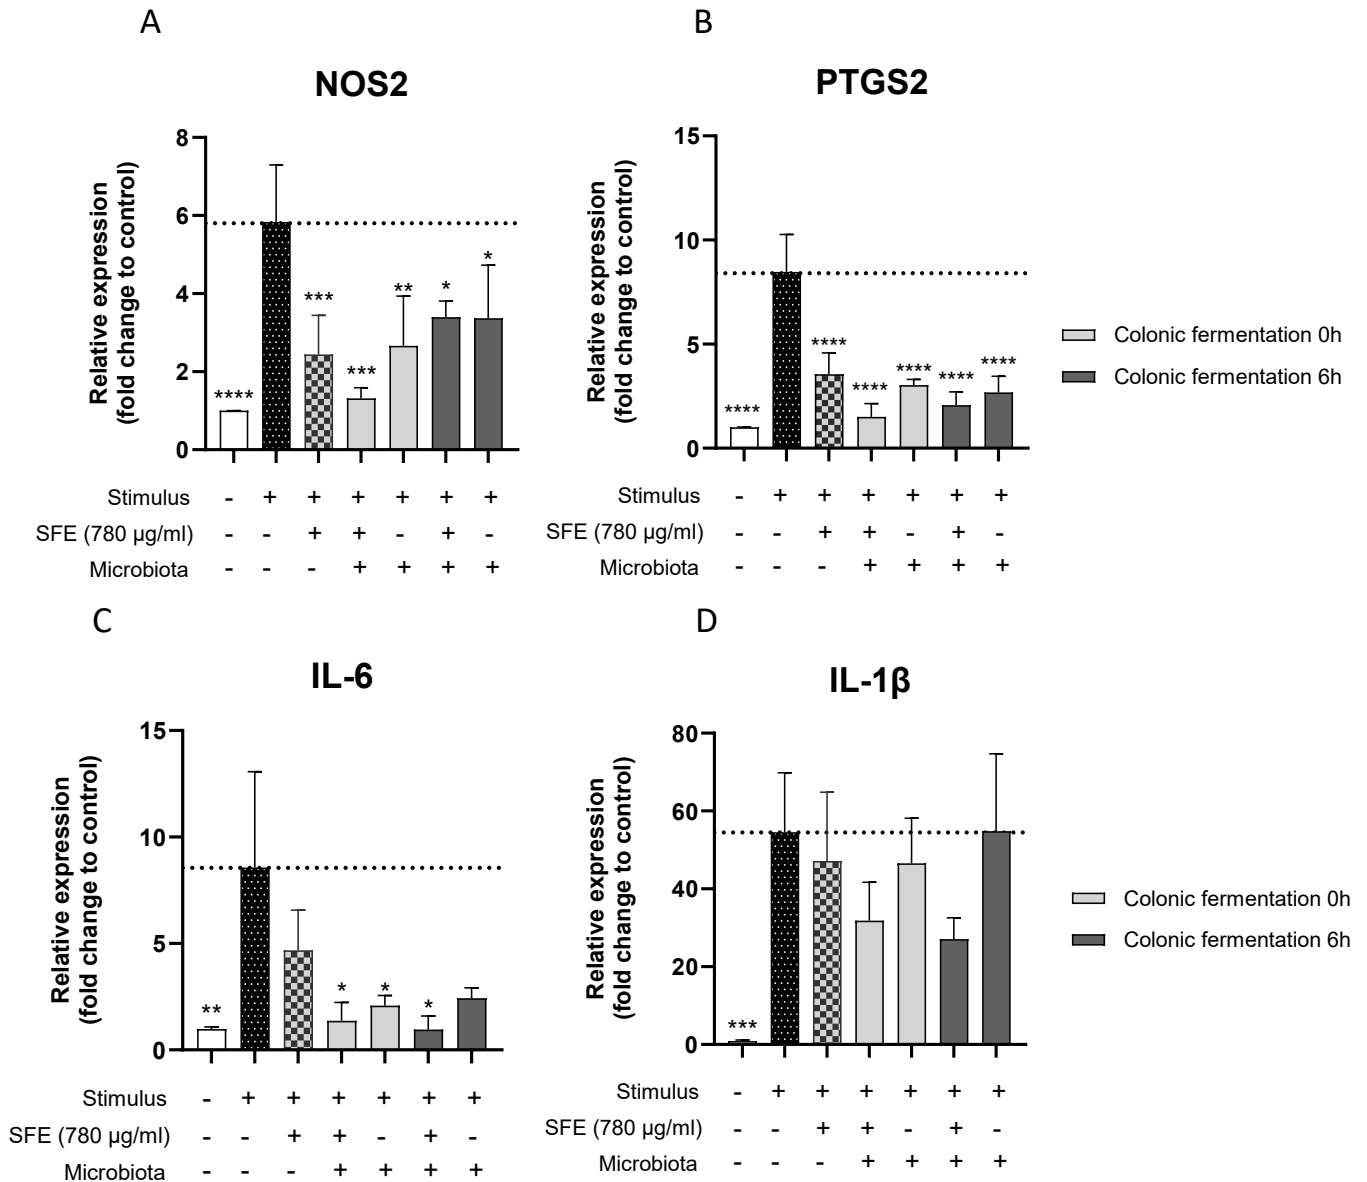 A
NOS2
Relative expression
(fold change to control)
8
6
4
2
0
****
***
***
**
*
*
Stimulus - + + + + + +
SFE (780 µg/ml) - - + + - + -
Microbiota - - - + + + +
B
PTGS2
Relative expression
(fold change to control)
15
10
5
0
****
****
****
****
****
****
Stimulus - + + + + + +
SFE (780 µg/ml) - - + + - + -
Microbiota - - - + + + +
Colonic fermentation 0h
Colonic fermentation 6h
C
IL-6
Relative expression
(fold change to control)
15
10
5
0
**
*
*
*
Stimulus - + + + + + +
SFE (780 µg/ml) - - + + - + -
Microbiota - - - + + + +
D
IL-1β
Relative expression
(fold change to control)
80
60
40
20
0
***
Stimulus - + + + + + +
SFE (780 µg/ml) - - + + - + -
Microbiota - - - + + + +
Colonic fermentation 0h
Colonic fermentation 6h